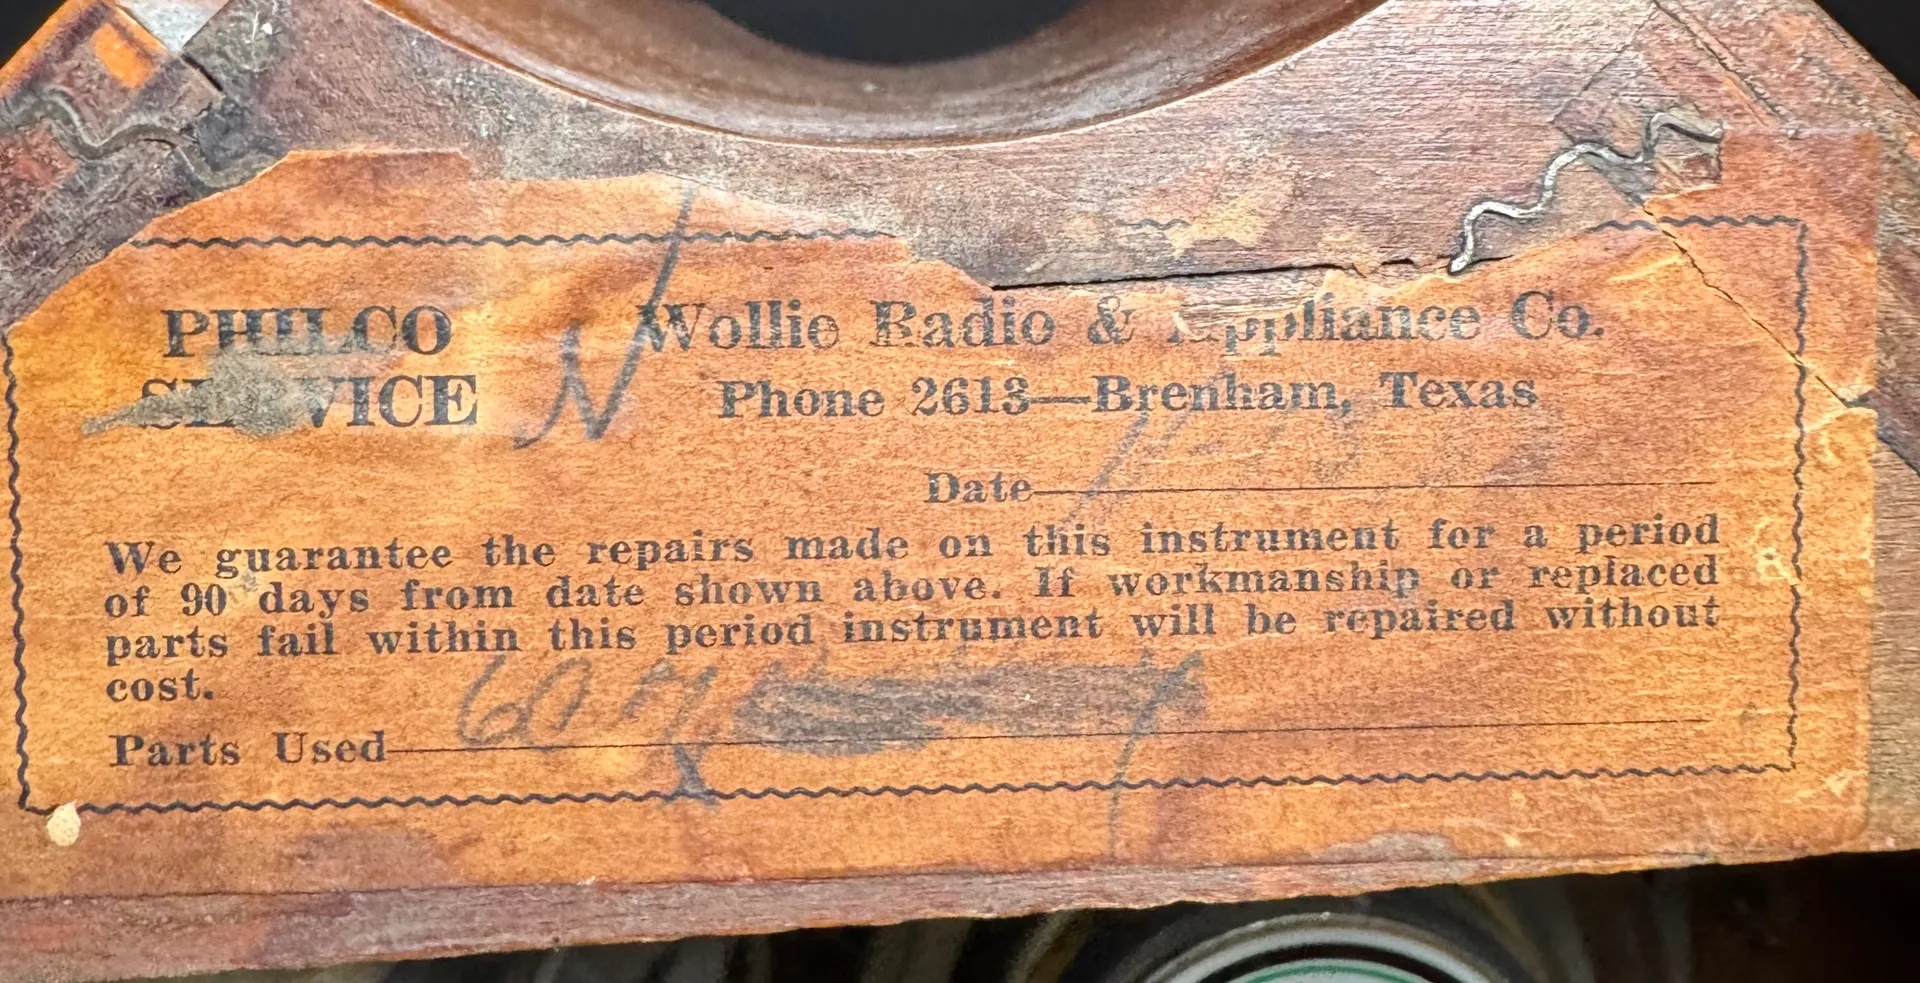 PHILCO
SERVICE
Wollie Radio & Appliance Co.
Phone 2613—Brenham, Texas
Date
We guarantee the repairs made on this instrument for a period
of 90 days from date shown above. If workmanship or replaced
parts fail within this period instrument will be repaired without
cost.
Parts Used